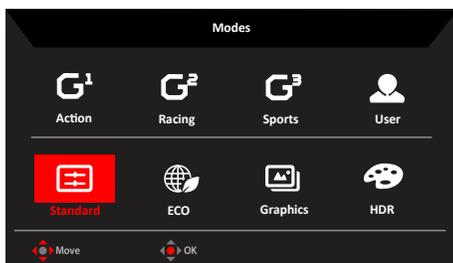 Modes
G1 G2 G3
Action Racing Sports User
Standard ECO Graphics HDR
Move OK